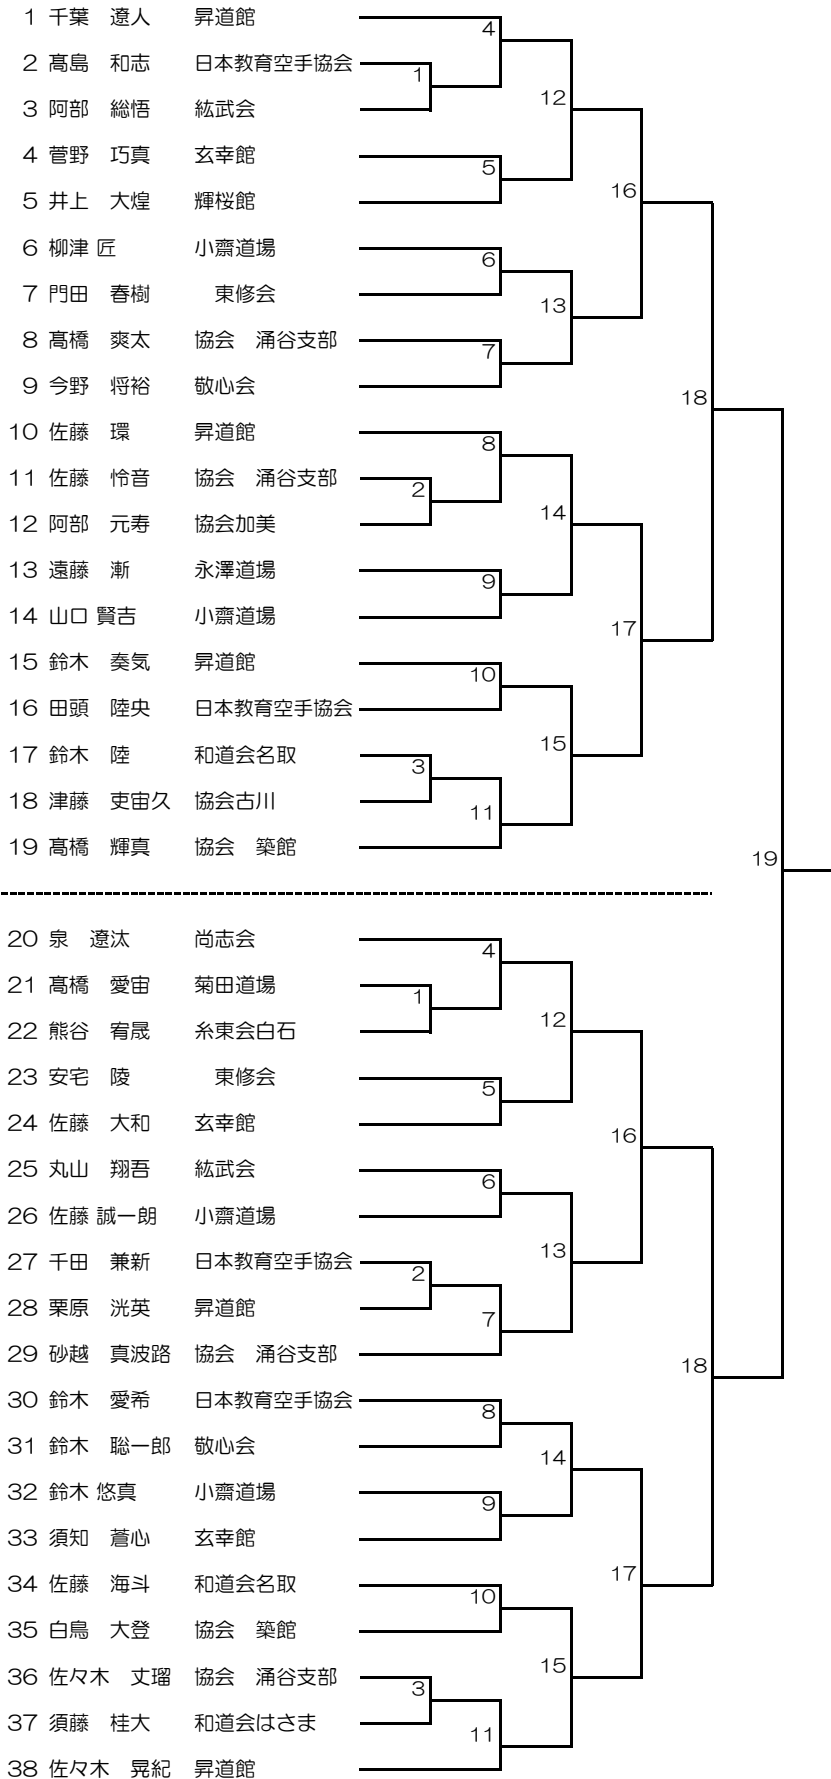 1 千葉　遼人 昇道館
4
2 髙島　和志 日本教育空手協会
1
12
3 阿部　総悟 紘武会
4 菅野　巧真 玄幸館
5
16
5 井上　大煌 輝桜館
6 柳津 匠 小齋道場
6
7 門田　春樹 東修会
13
8 髙橋　爽太 協会　涌谷支部
7
9 今野　将裕 敬心会
18
10 佐藤　環 昇道館
8
11 佐藤　怜音 協会　涌谷支部
2
14
12 阿部　元寿 協会加美
13 遠藤　漸 永澤道場
9
14 山口 賢吉 小齋道場
17
15 鈴木　奏気 昇道館
10
16 田頭　陸央 日本教育空手協会
17 鈴木　陸 和道会名取
15
3
18 津藤　吏宙久 協会古川
11
19 髙橋　輝真 協会　築館
19
20 泉　遼汰 尚志会
4
21 髙橋　愛宙 菊田道場
1
12
22 熊谷　宥晟 糸東会白石
23 安宅　陵 東修会
5
24 佐藤　大和 玄幸館
16
25 丸山　翔吾 紘武会
6
26 佐藤 誠一朗 小齋道場
13
27 千田　兼新 日本教育空手協会
2
28 栗原　洸英 昇道館
7
29 砂越　真波路 協会　涌谷支部
18
30 鈴木　愛希 日本教育空手協会
8
31 鈴木　聡一郎 敬心会
14
32 鈴木 悠真 小齋道場
9
33 須知　蒼心 玄幸館
17
34 佐藤　海斗 和道会名取
10
35 白鳥　大登 協会　築館
15
36 佐々木　丈瑠 協会　涌谷支部
3
37 須藤　桂大 和道会はさま
11
38 佐々木　晃紀 昇道館